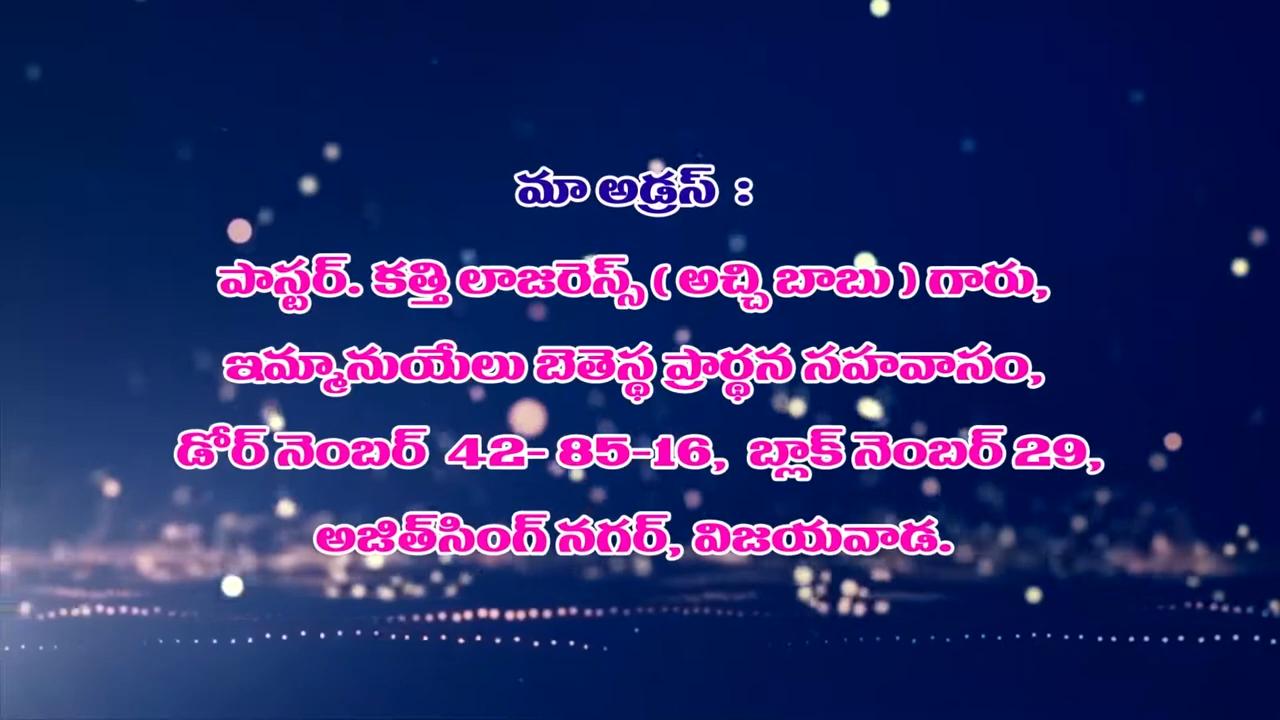 మా అడ్రస్ :
పాస్టర్. కత్తి లాజరెస్స్ ( అచ్చి బాబు ) గారు,
ఇమ్మానుయేలు బెతెస్థ ప్రార్థన సహవాసం,
డోర్ నెంబర్ 42- 85-16, బ్లాక్ నెంబర్ 29,
అజిత్‌సింగ్ నగర్, విజయవాడ.